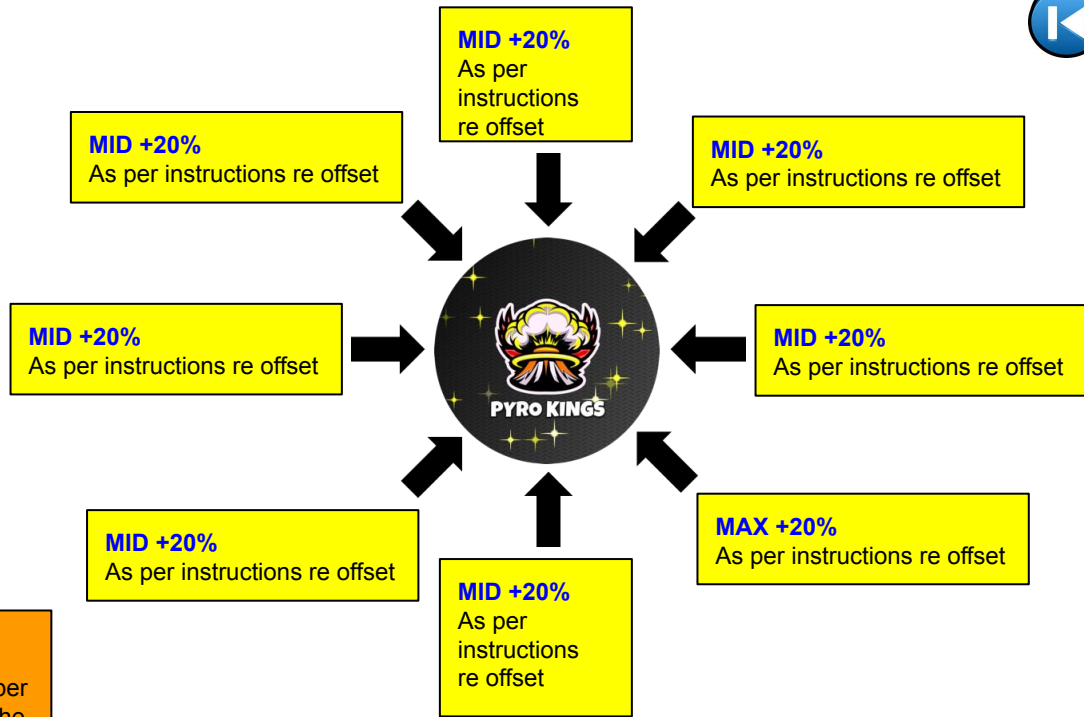 MID +20%
As per
instructions
re offset
MID +20%
As per instructions re offset
MID +20%
As per instructions re offset
MID +20%
As per instructions re offset
PYRO KINGS
MID +20%
As per instructions re offset
MID +20%
As per instructions re offset
MID +20%
As per
instructions
re offset
MAX +20%
As per instructions re offset
per